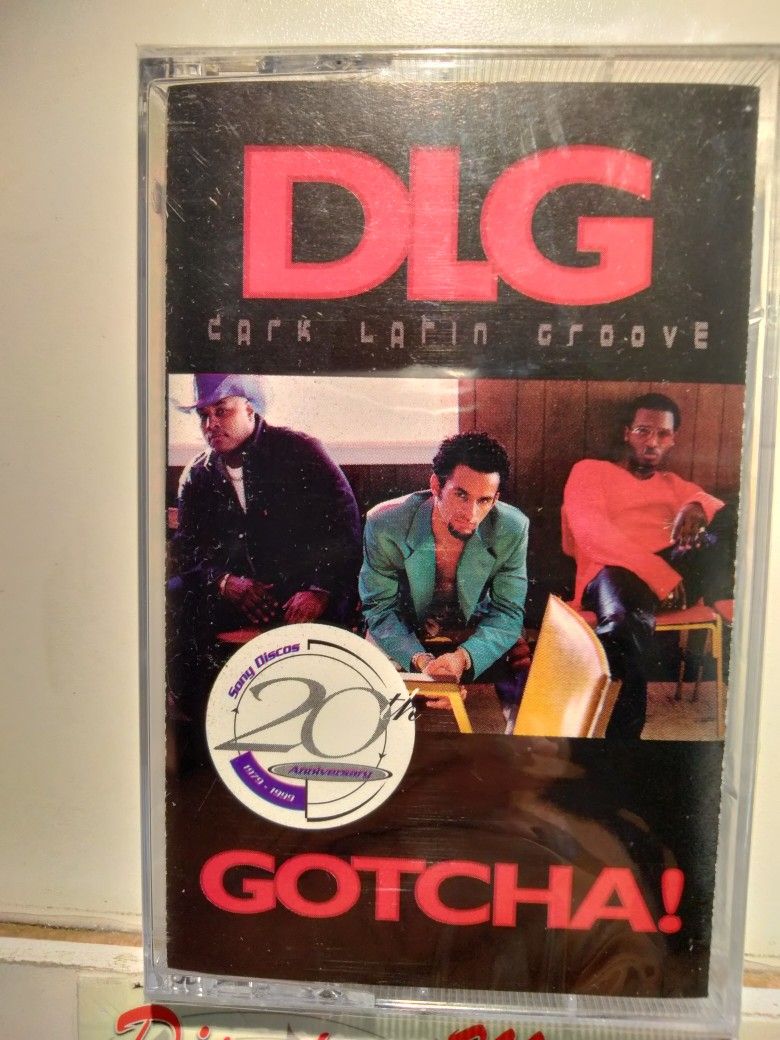 DLG
dark Latin GroovE
Sony Discos
20th
Anniversary
1979 - 1999
GOTCHA!